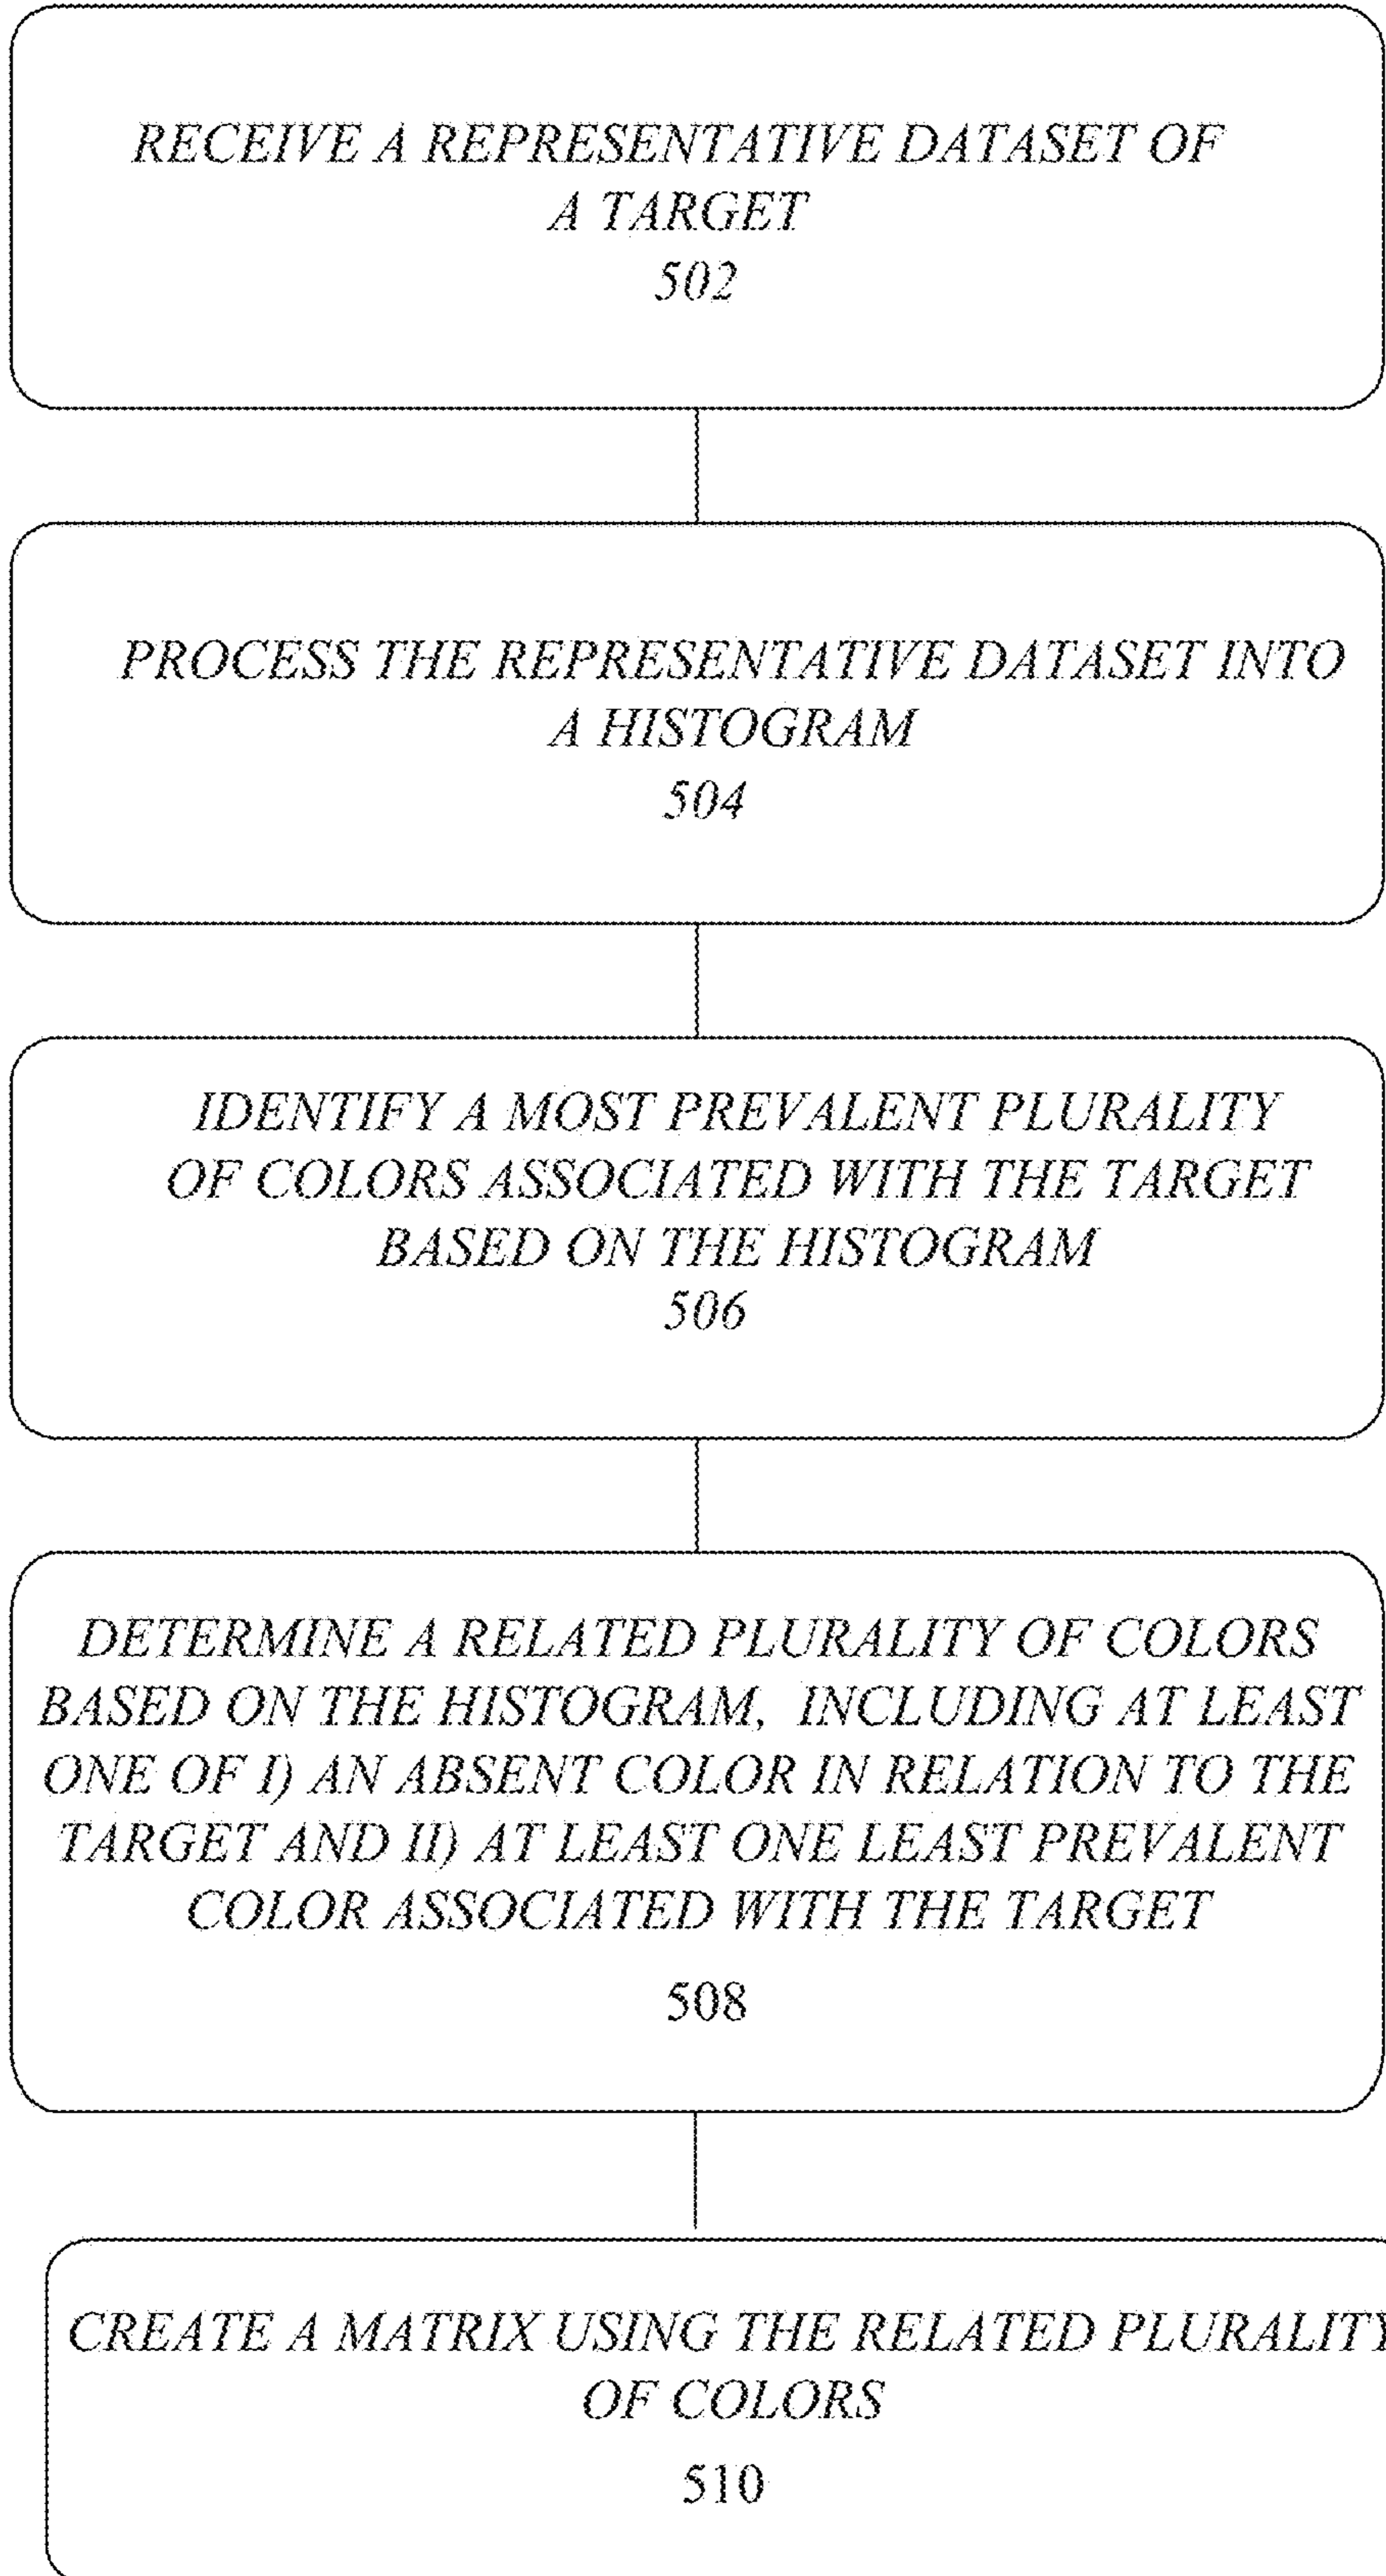 RECEIVE A REPRESENTATIVE DATASET OF
A TARGET
502
PROCESS THE REPRESENTATIVE DATASET INTO
A HISTOGRAM
504
IDENTIFY A MOST PREVALENT PLURALITY
OF COLORS ASSOCIATED WITH THE TARGET
BASED ON THE HISTOGRAM
506
DETERMINE A RELATED PLURALITY OF COLORS
BASED ON THE HISTOGRAM, INCLUDING AT LEAST
ONE OF I) AN ABSENT COLOR IN RELATION TO THE
TARGET AND II) AT LEAST ONE LEAST PREVALENT
COLOR ASSOCIATED WITH THE TARGET
508
CREATE A MATRIX USING THE RELATED PLURALITY
OF COLORS
510